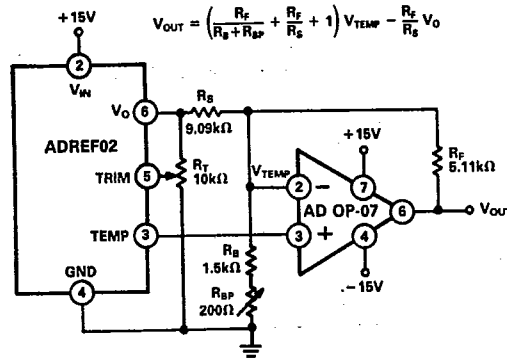 V_OUT = (R_F / (R_B + R_BP) + R_F / R_S + 1) V_TEMP − R_F / R_S V_O
+15V
2
V_IN
V_O
6
R_S
9.09kΩ
ADREF02
R_T
10kΩ
TRIM
5
TEMP
3
GND
4
V_TEMP
+15V
R_F
5.11kΩ
2
−
7
AD OP-07
6
V_OUT
3
+
4
.−15V
R_B
1.5kΩ
R_BP
200Ω